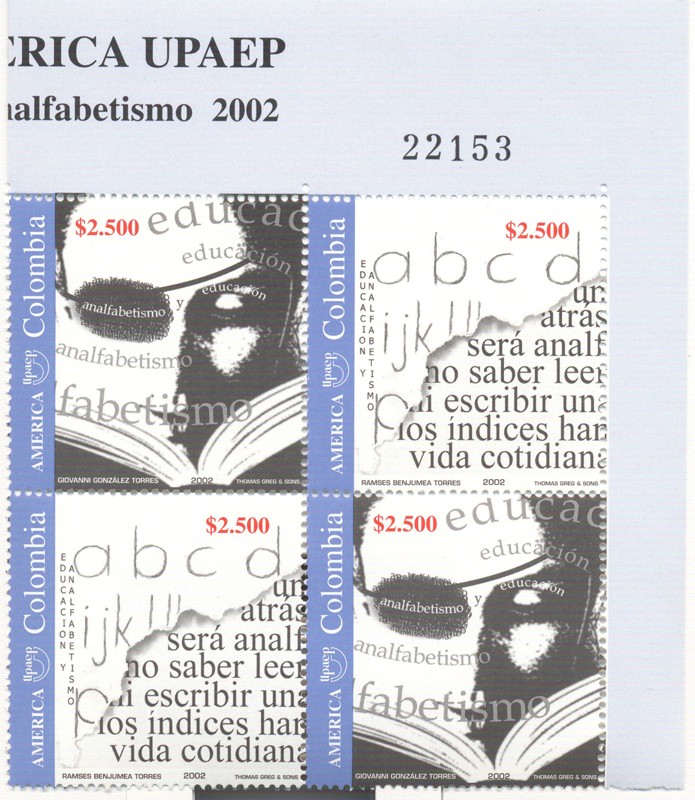 ERICA UPAEP
nalfabetismo 2002
22153
Colombia
AMERICA upaep
$2.500
educac
educación
educación
y
analfabetismo
analfabetismo
lfabetismo
GIOVANNI GONZÁLEZ TORRES 2002 THOMAS GREG & SONS
Colombia
AMERICA upaep
$2.500
EDUCACION Y
ANALFABETISMO
a b c d
ijk lll
p
un
atrás
será analf
no saber leer
ni escribir una
los índices han
vida cotidiana
RAMSES BENJUMEA TORRES 2002 THOMAS GREG & SONS
Colombia
AMERICA upaep
$2.500
EDUCACION Y
ANALFABETISMO
a b c d
ijk lll
p
un
atrás
será analf
no saber leer
ni escribir una
los índices han
vida cotidiana
RAMSES BENJUMEA TORRES 2002 THOMAS GREG & SONS
Colombia
AMERICA upaep
$2.500
educac
educación
educación
y
analfabetismo
analfabetismo
lfabetismo
GIOVANNI GONZÁLEZ TORRES 2002 THOMAS GREG & SONS